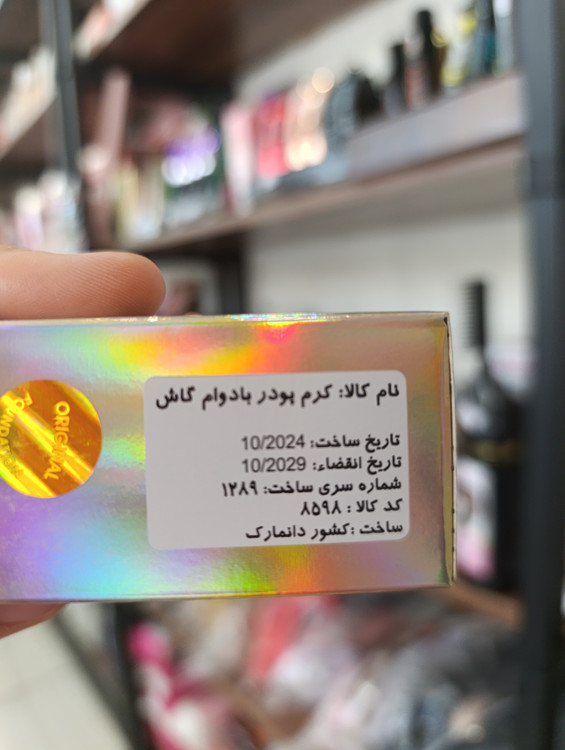 نام کالا: کرم پودر بادوام گاش
تاریخ ساخت: 10/2024
تاریخ انقضاء: 10/2029
شماره سری ساخت: ۱۲۸۹
کد کالا : ۸۵۹۸
ساخت :کشور دانمارک
ORIGINAL
FOUNDATION